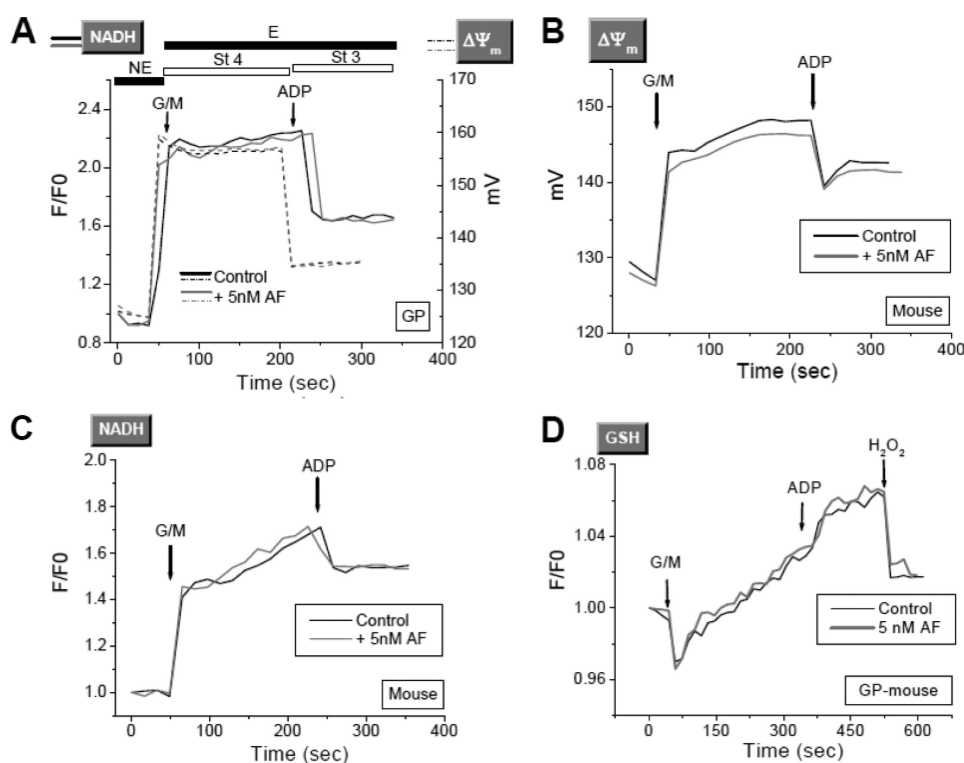 A
NADH
E
ΔΨm
NE
St 4
St 3
G/M
ADP
2.2
1.8
1.6
1.2
0.8
F/F0
170
160
150
140
130
120
mV
Control
+ 5nM AF
GP
0
100
200
300
400
Time (sec)
B
ΔΨm
G/M
ADP
150
140
130
120
mV
Control
+ 5nM AF
Mouse
0
100
200
300
400
Time (sec)
C
NADH
G/M
ADP
2.0
1.8
1.6
1.4
1.2
1.0
F/F0
Control
+ 5nM AF
Mouse
0
100
200
300
400
Time (sec)
D
GSH
H2O2
ADP
G/M
1.08
1.04
1.00
0.96
F/F0
Control
5 nM AF
GP-mouse
0
150
300
450
600
Time (sec)